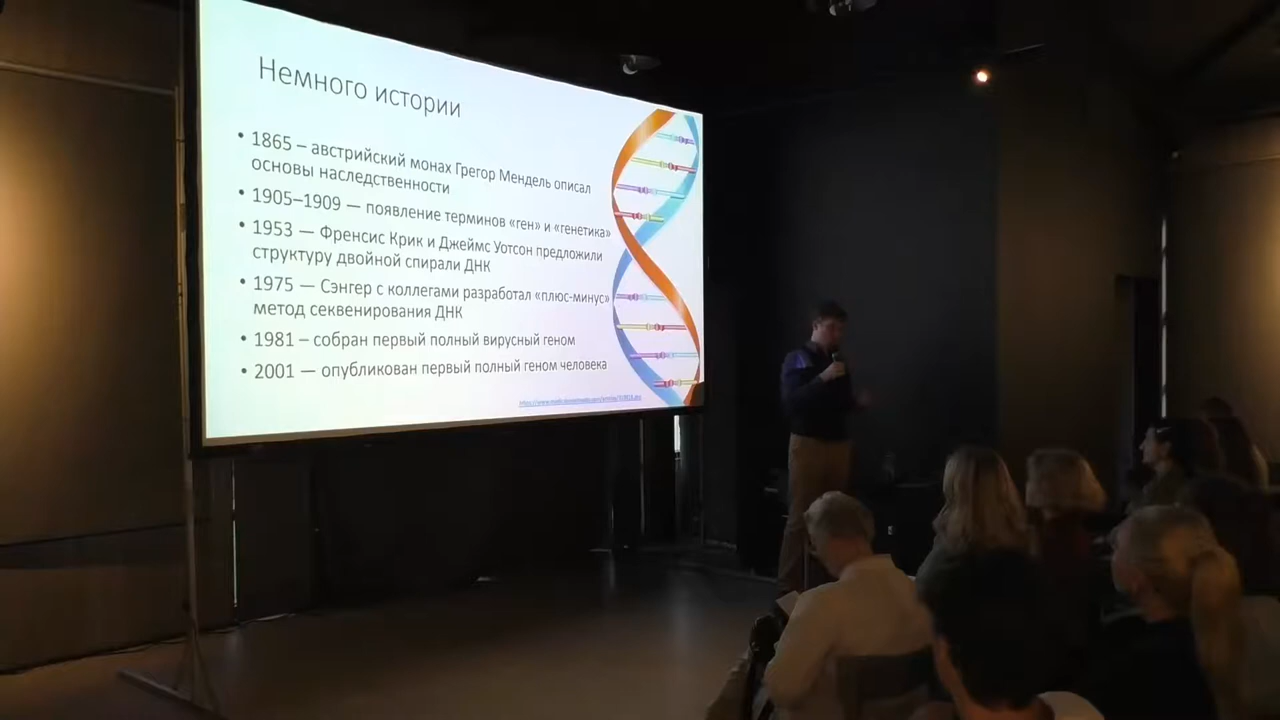 Немного истории
• 1865 – австрийский монах Грегор Мендель описал
основы наследственности
• 1905–1909 — появление терминов «ген» и «генетика»
• 1953 — Френсис Крик и Джеймс Уотсон предложили
структуру двойной спирали ДНК
• 1975 — Сэнгер с коллегами разработал «плюс-минус»
метод секвенирования ДНК
• 1981 – собран первый полный вирусный геном
• 2001 — опубликован первый полный геном человека